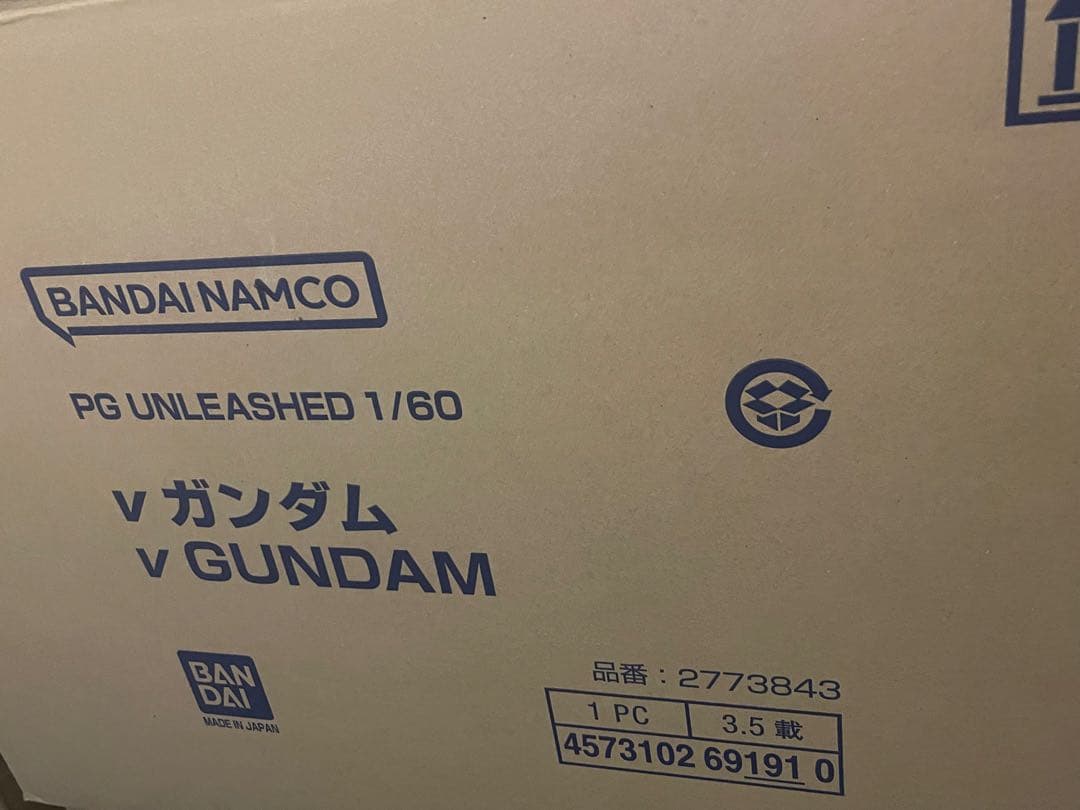 BANDAI NAMCO
PG UNLEASHED 1/60
ν ガンダム
ν GUNDAM
BAN
DAI
MADE IN JAPAN
品番：2773843
1 PC 3.5 載
4573102 69191 0